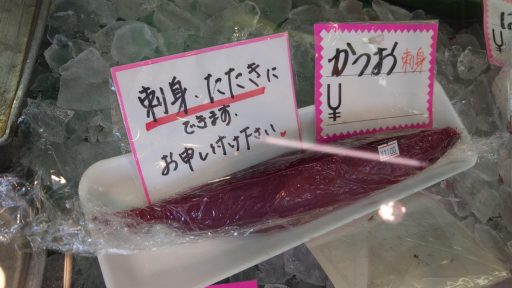 刺身・たたきに
できます。
お申し付け下さい♥
かつお 刺身
¥
¥